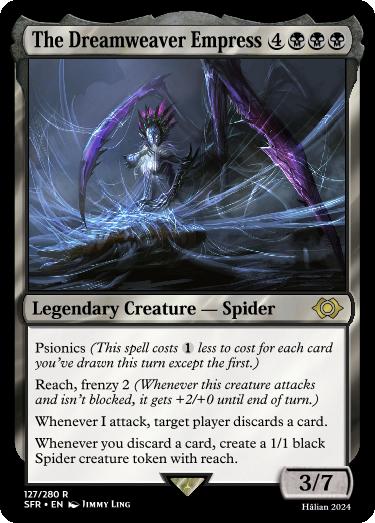 The Dreamweaver Empress 4
Legendary Creature — Spider
Psionics (This spell costs 1 less to cost for each card
you've drawn this turn except the first.)
Reach, frenzy 2 (Whenever this creature attacks
and isn't blocked, it gets +2/+0 until end of turn.)
Whenever I attack, target player discards a card.
Whenever you discard a card, create a 1/1 black
Spider creature token with reach.
3/7
127/280 R
SFR • EN Jimmy Ling
Hålian 2024